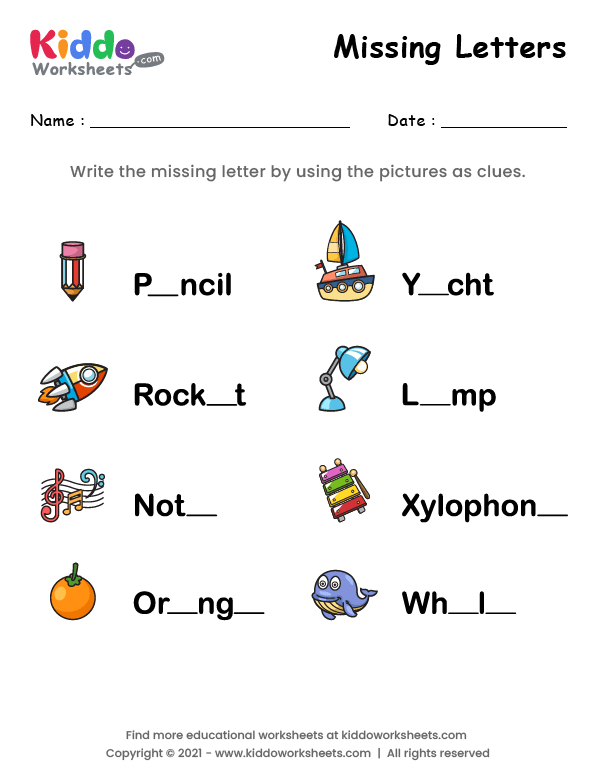 Kiddo
Worksheets.com
Missing Letters
Name : ______________ Date : ______________
Write the missing letter by using the pictures as clues.
P__ncil
Y__cht
Rock__t
L__mp
Not__
Xylophon__
Or__ng__
Wh__l__
Find more educational worksheets at kiddoworksheets.com
Copyright © 2021 - www.kiddoworksheets.com | All rights reserved